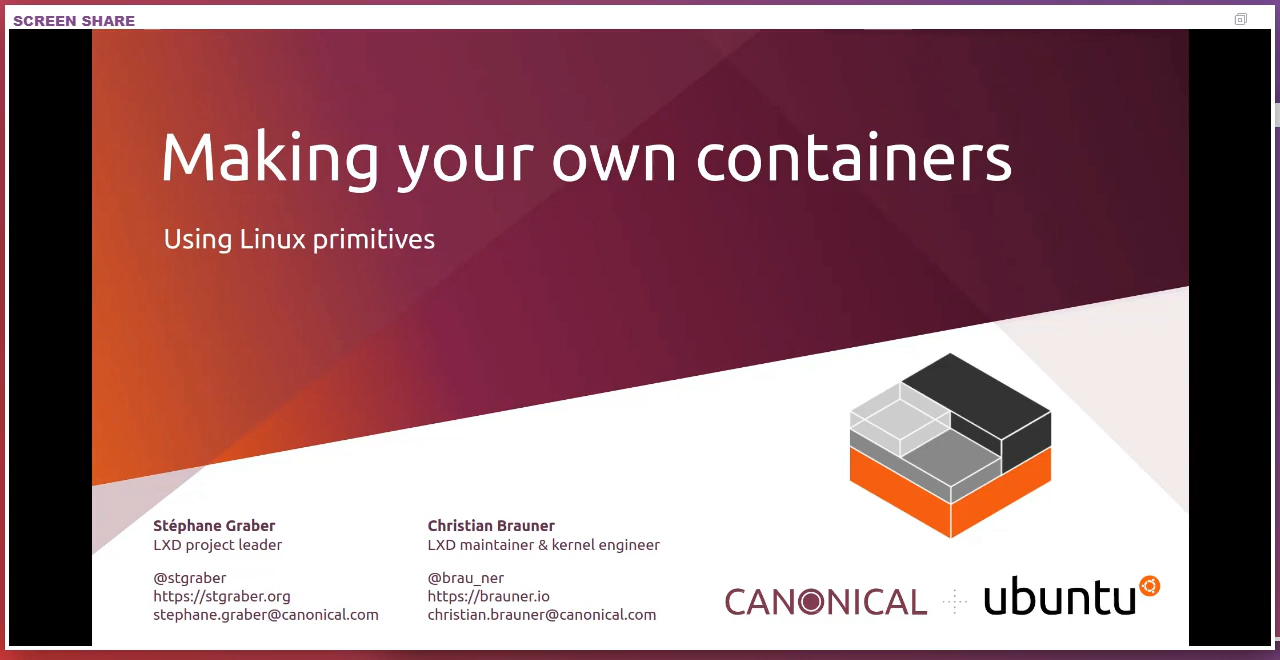 SCREEN SHARE
Making your own containers
Using Linux primitives
Stéphane Graber
LXD project leader
@stgraber
https://stgraber.org
stephane.graber@canonical.com
Christian Brauner
LXD maintainer & kernel engineer
@brau_ner
https://brauner.io
christian.brauner@canonical.com
CANONICAL
ubuntu